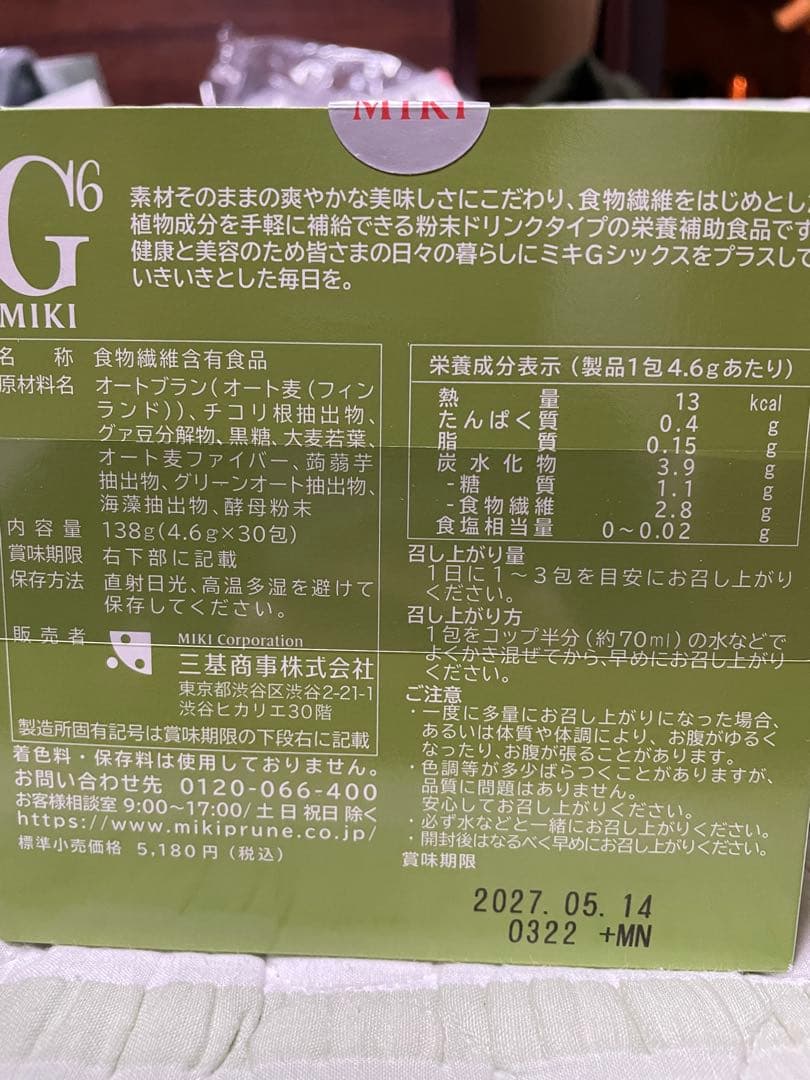 MIKI
G6
MIKI
素材そのままの爽やかな美味しさにこだわり、食物繊維をはじめとした
植物成分を手軽に補給できる粉末ドリンクタイプの栄養補助食品です
健康と美容のため皆さまの日々の暮らしにミキGシックスをプラスして
いきいきとした毎日を。
名 称 食物繊維含有食品
原材料名 オートブラン(オート麦(フィン
ランド))、チコリ根抽出物、
グァ豆分解物、黒糖、大麦若葉、
オート麦ファイバー、蒟蒻芋
抽出物、グリーンオート抽出物、
海藻抽出物、酵母粉末
内容量 138g(4.6g×30包)
賞味期限 右下部に記載
保存方法 直射日光、高温多湿を避けて
保存してください。
販売者 MIKI Corporation
三基商事株式会社
東京都渋谷区渋谷2-21-1
渋谷ヒカリエ30階
製造所固有記号は賞味期限の下段右に記載
着色料・保存料は使用しておりません。
お問い合わせ先 0120-066-400
お客様相談室 9:00〜17:00/土日祝日除く
https://www.mikiprune.co.jp/
標準小売価格 5,180円(税込)
栄養成分表示(製品1包4.6gあたり)
熱量 13 kcal
たんぱく質 0.4 g
脂質 0.15 g
炭水化物 3.9 g
-糖質 1.1 g
-食物繊維 2.8 g
食塩相当量 0〜0.02 g
召し上がり量
1日に1〜3包を目安にお召し上がり
ください。
召し上がり方
1包をコップ半分(約70ml)の水などで
よくかき混ぜてから、早めにお召し上がり
ください。
ご注意
・一度に多量にお召し上がりになった場合、
あるいは体質や体調により、お腹がゆるく
なったり、お腹が張ることがあります。
・色調等が多少ばらつくことがありますが、
品質に問題はありません。
安心してお召し上がりください。
・必ず水などと一緒にお召し上がりください。
・開封後はなるべく早めにお召し上がりください。
賞味期限
2027.05.14
0322 +MN